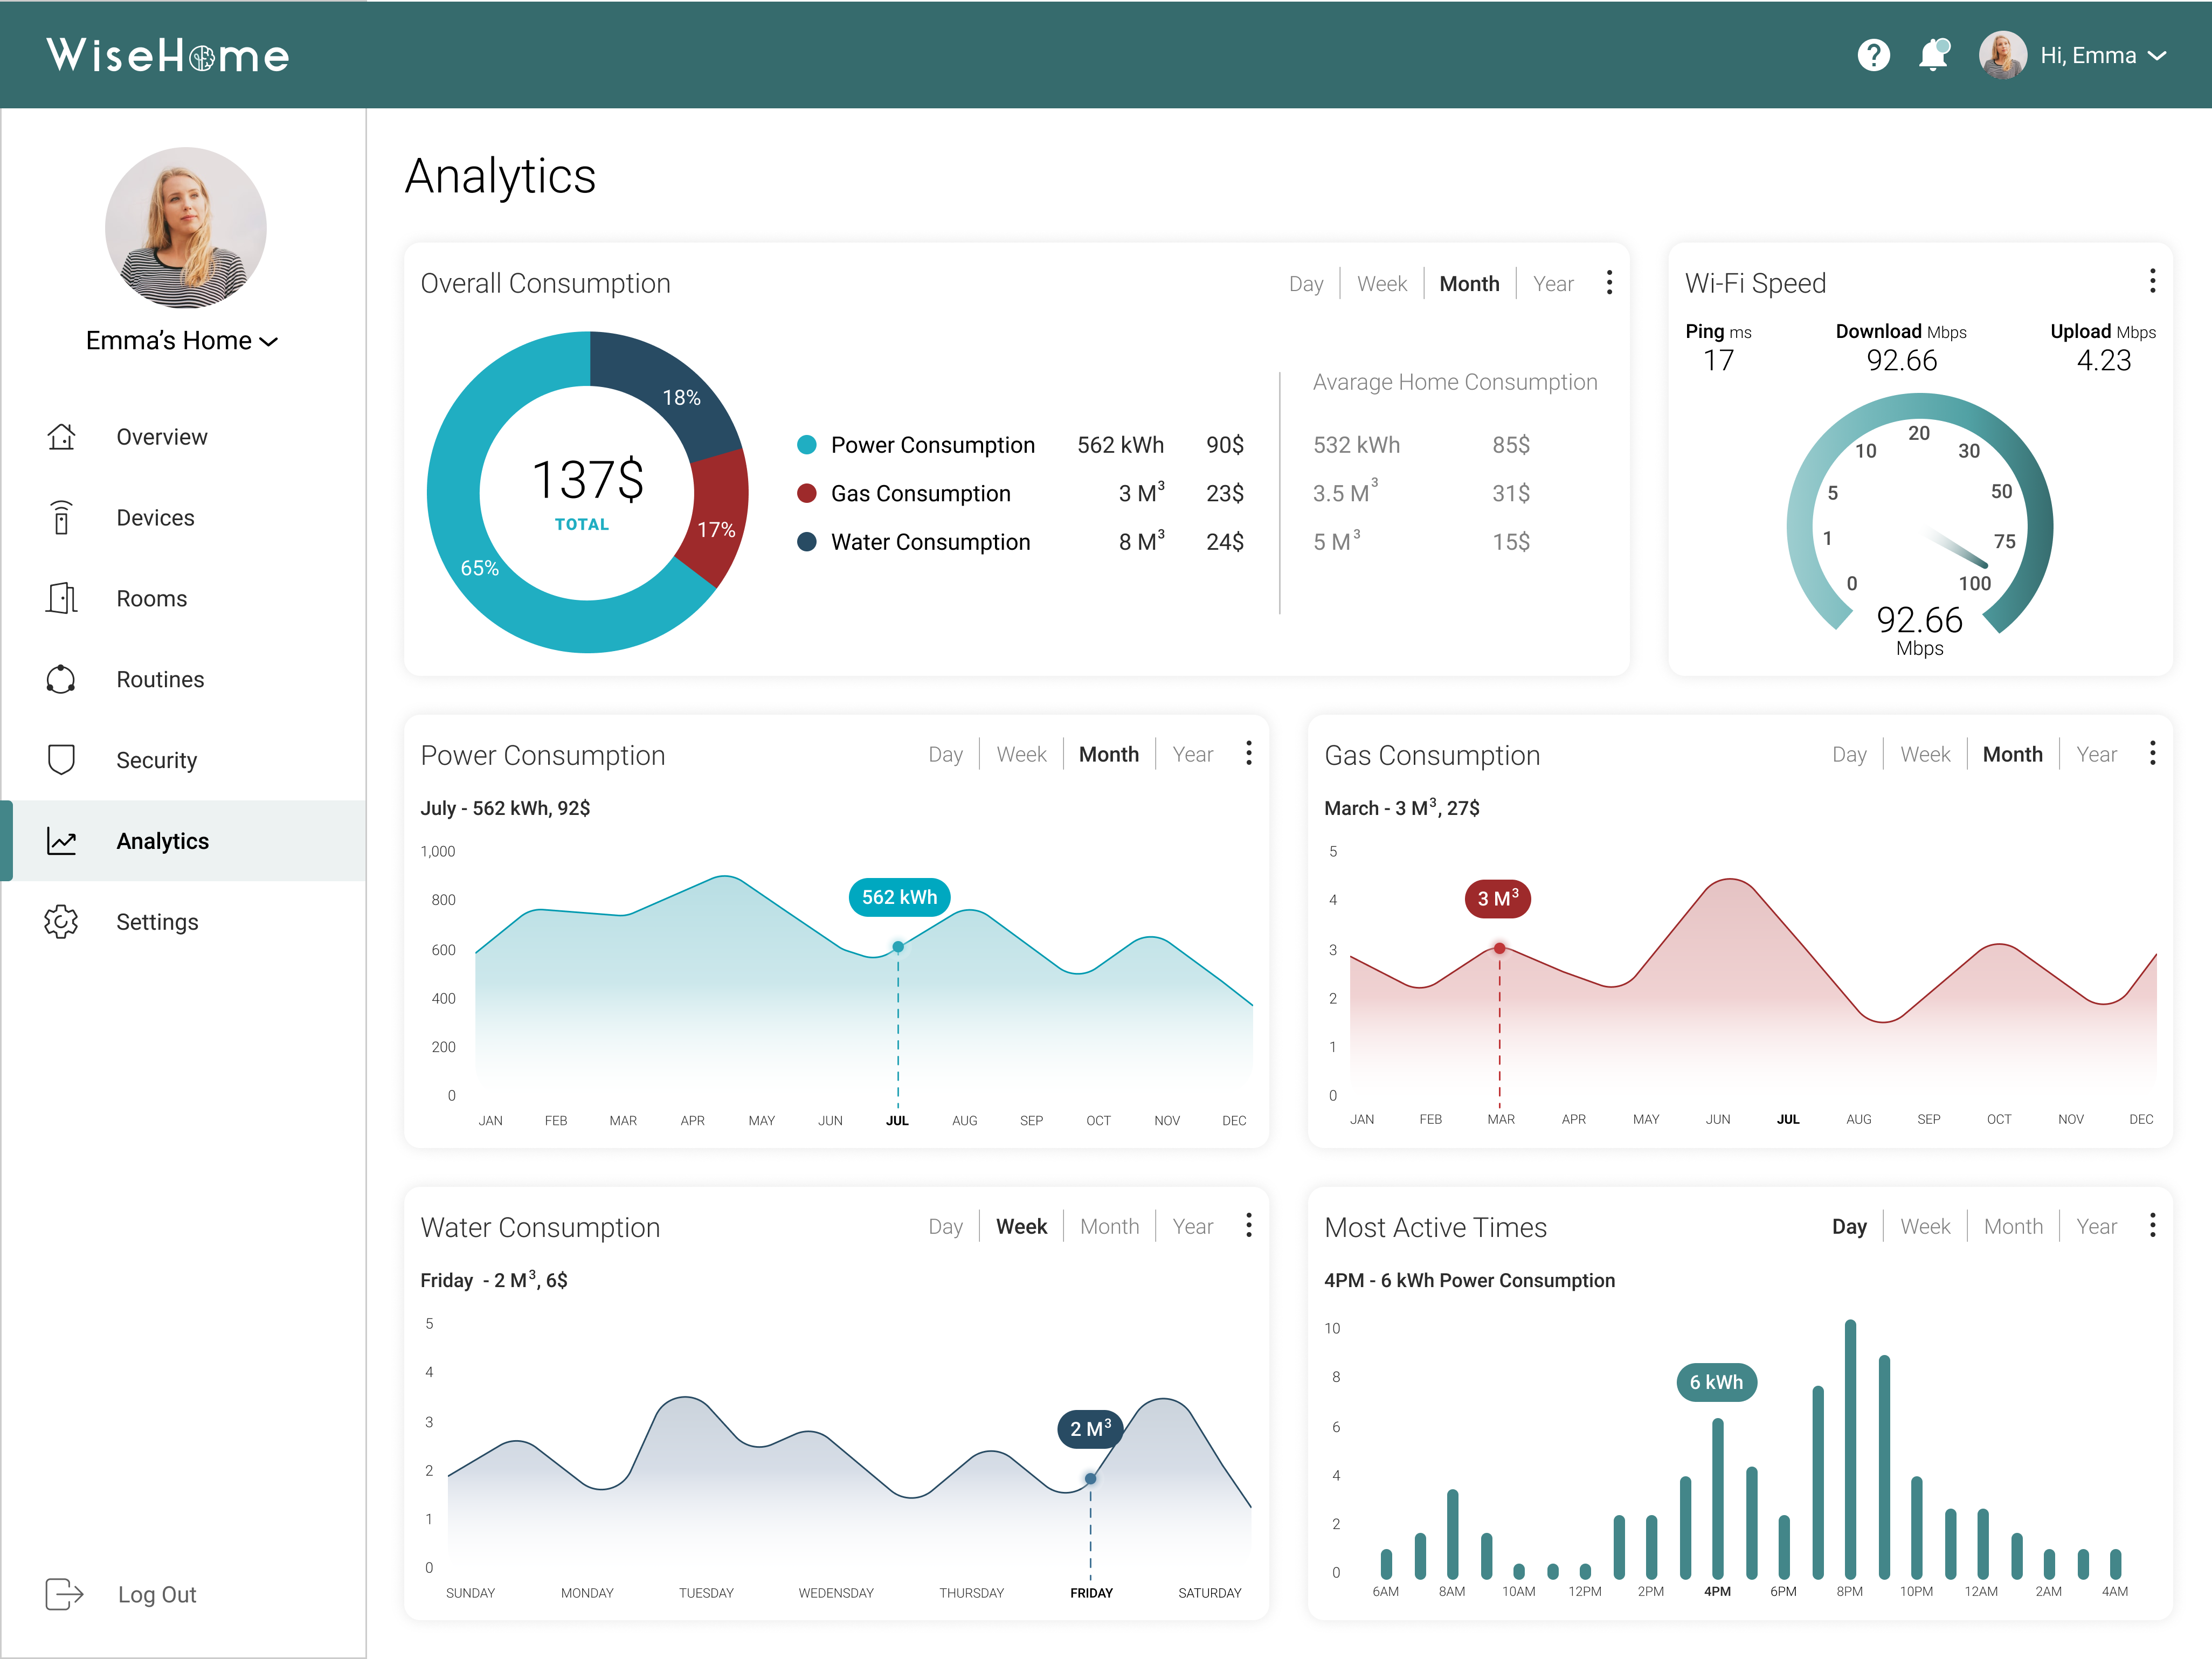 WiseHome
? Hi, Emma
Emma’s Home
Overview
Devices
Rooms
Routines
Security
Analytics
Settings
Log Out
Analytics
Overall Consumption
Day Week Month Year
18%
17%
65%
137$
TOTAL
Avarage Home Consumption
Power Consumption 562 kWh 90$ 532 kWh 85$
Gas Consumption 3 M³ 23$ 3.5 M³ 31$
Water Consumption 8 M³ 24$ 5 M³ 15$
Wi-Fi Speed
Ping ms Download Mbps Upload Mbps
17 92.66 4.23
0 1 5 10 20 30 50 75 100
92.66
Mbps
Power Consumption
Day Week Month Year
July - 562 kWh, 92$
562 kWh
1,000
800
600
400
200
0
JAN FEB MAR APR MAY JUN JUL AUG SEP OCT NOV DEC
Gas Consumption
Day Week Month Year
March - 3 M³, 27$
3 M³
5
4
3
2
1
0
JAN FEB MAR APR MAY JUN JUL AUG SEP OCT NOV DEC
Water Consumption
Day Week Month Year
Friday - 2 M³, 6$
2 M³
5
4
3
2
1
0
SUNDAY MONDAY TUESDAY WEDENSDAY THURSDAY FRIDAY SATURDAY
Most Active Times
Day Week Month Year
4PM - 6 kWh Power Consumption
6 kWh
10
8
6
4
2
0
6AM 8AM 10AM 12PM 2PM 4PM 6PM 8PM 10PM 12AM 2AM 4AM